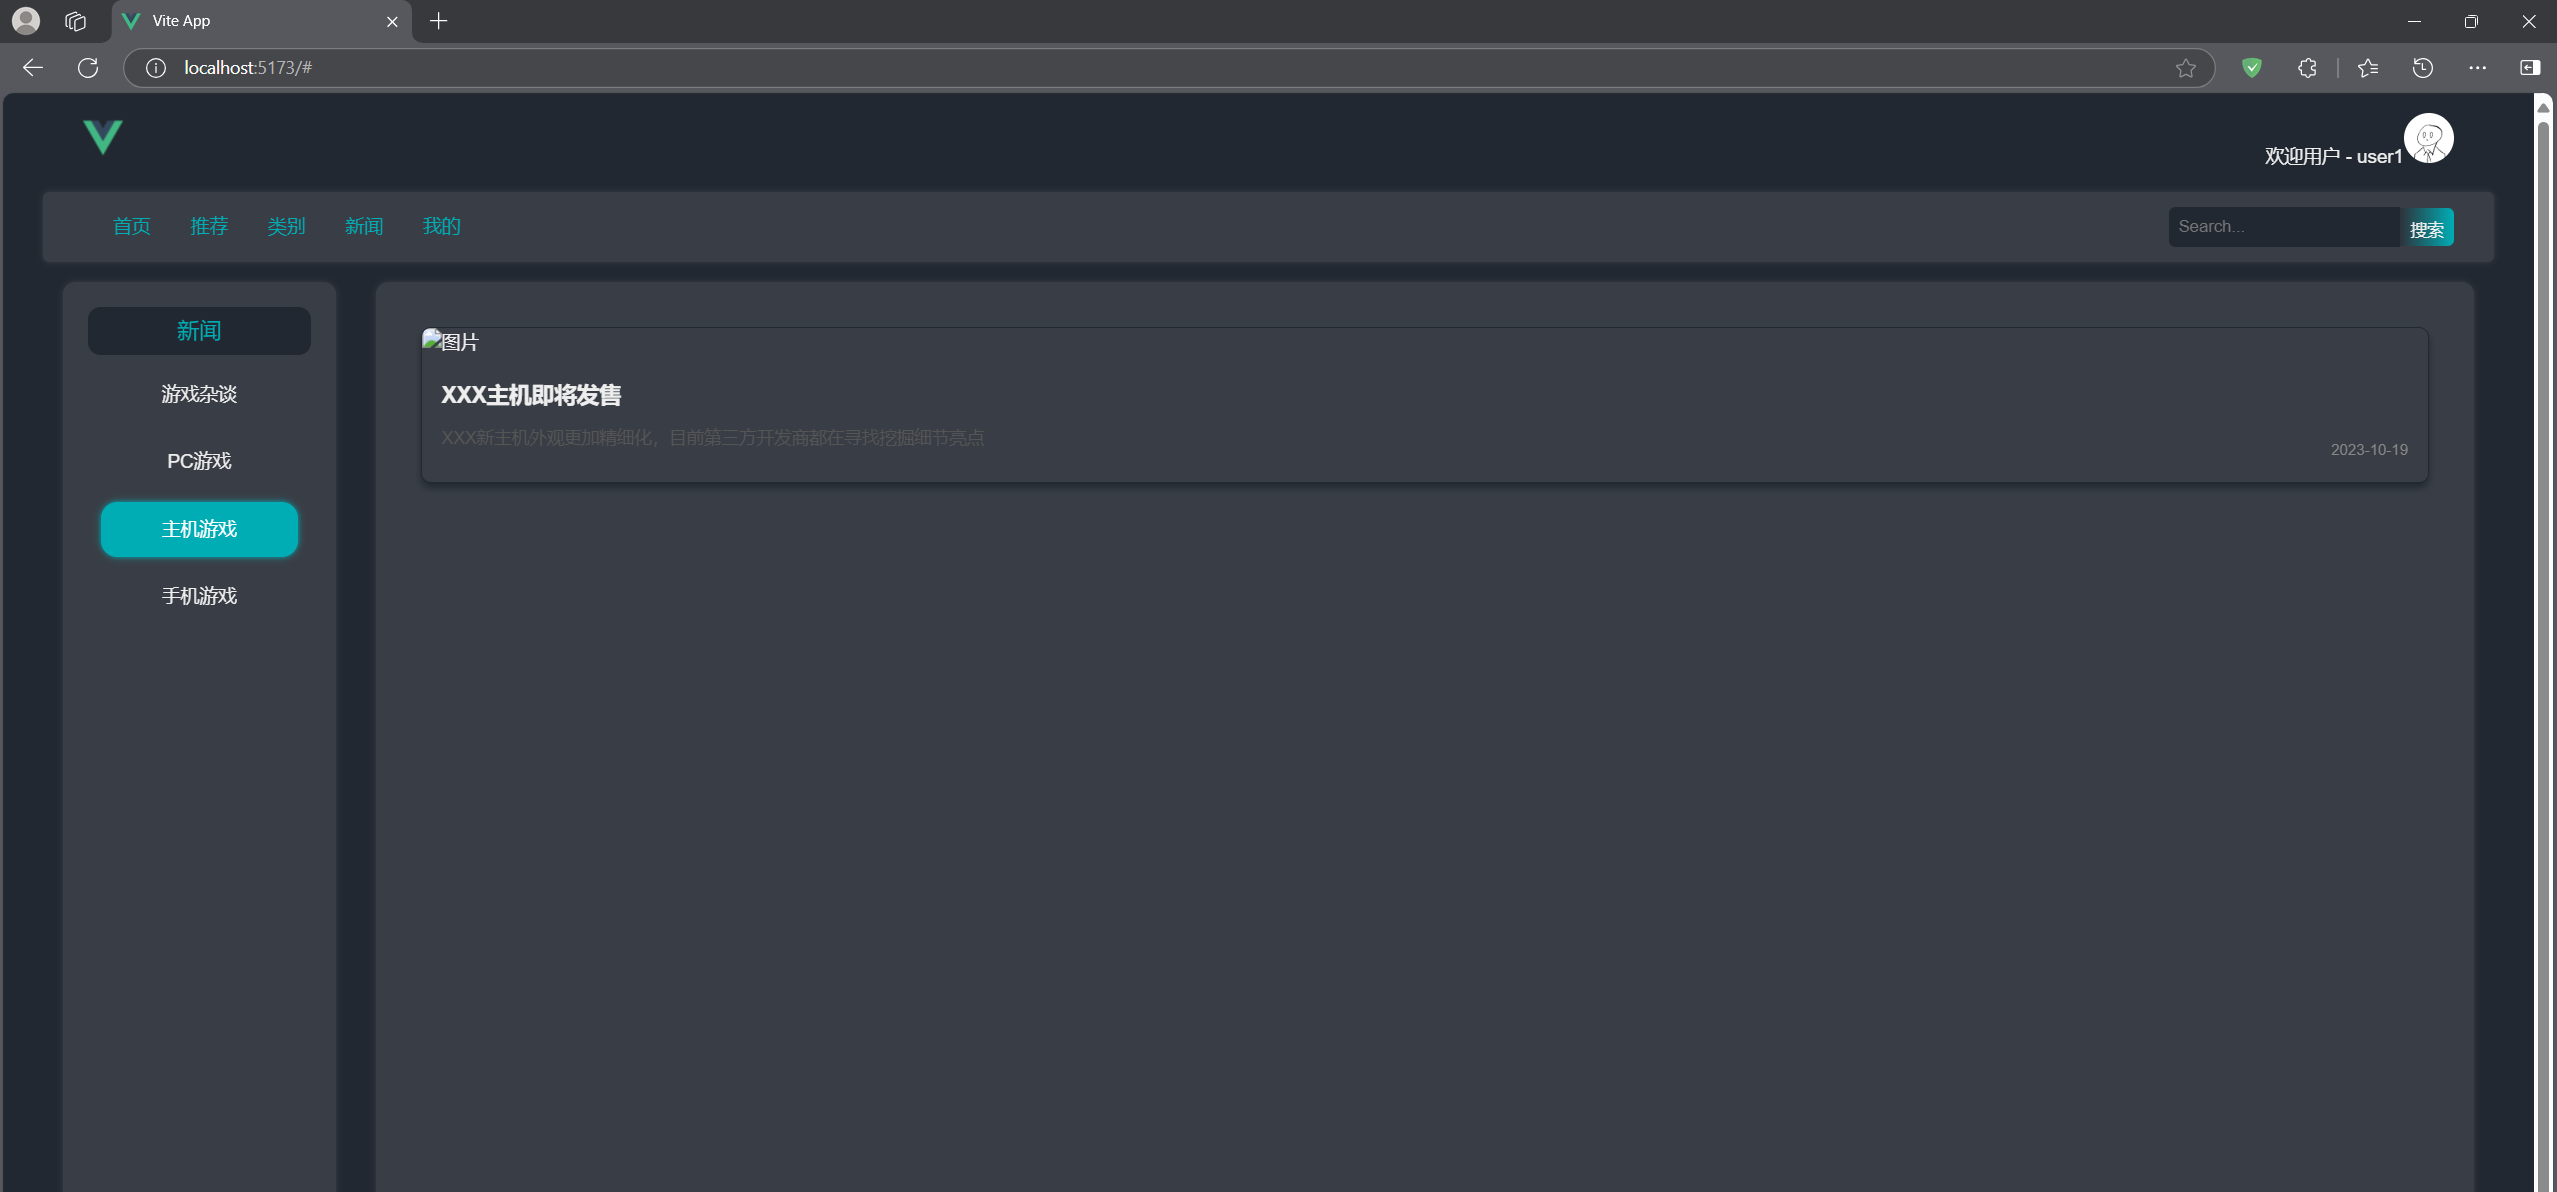 Vite App
localhost:5173/#
欢迎用户 - user1
首页 推荐 类别 新闻 我的
Search...
搜索
新闻
游戏杂谈
PC游戏
主机游戏
手机游戏
图片
XXX主机即将发售
XXX新主机外观更加精细化，目前第三方开发商都在寻找挖掘细节亮点
2023-10-19